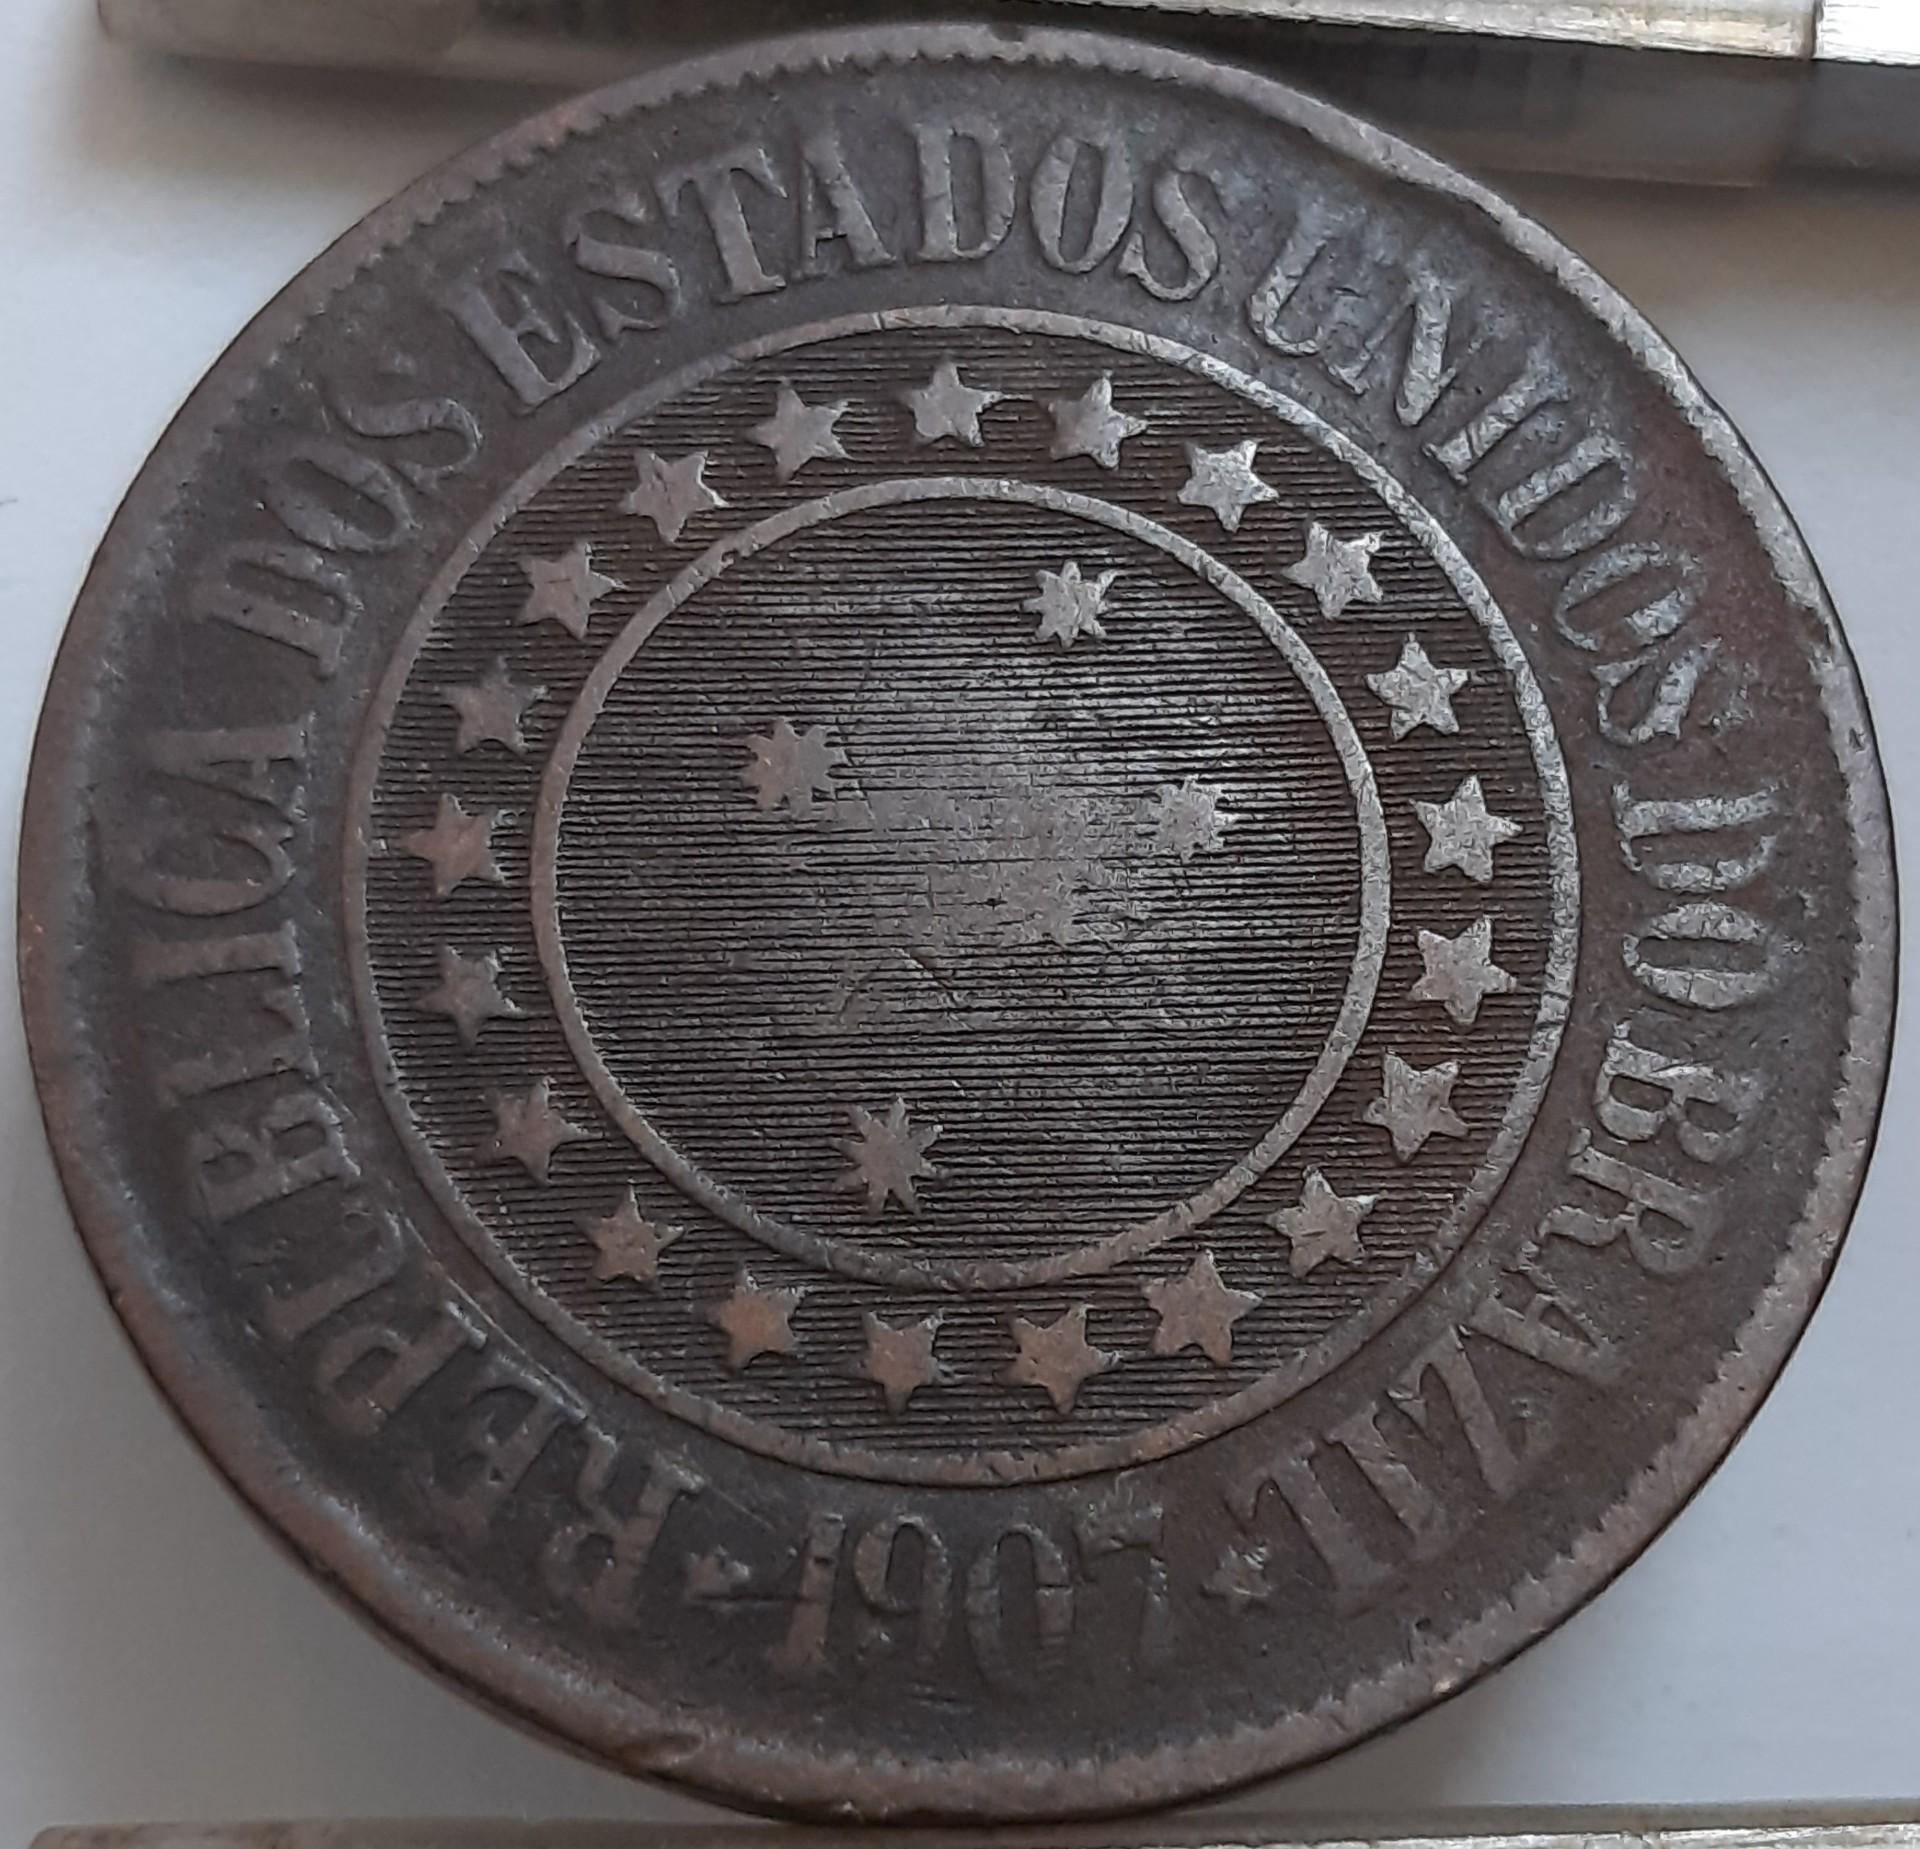 REPUBLICA DOS ESTADOS UNIDOS DO BRAZIL
1907